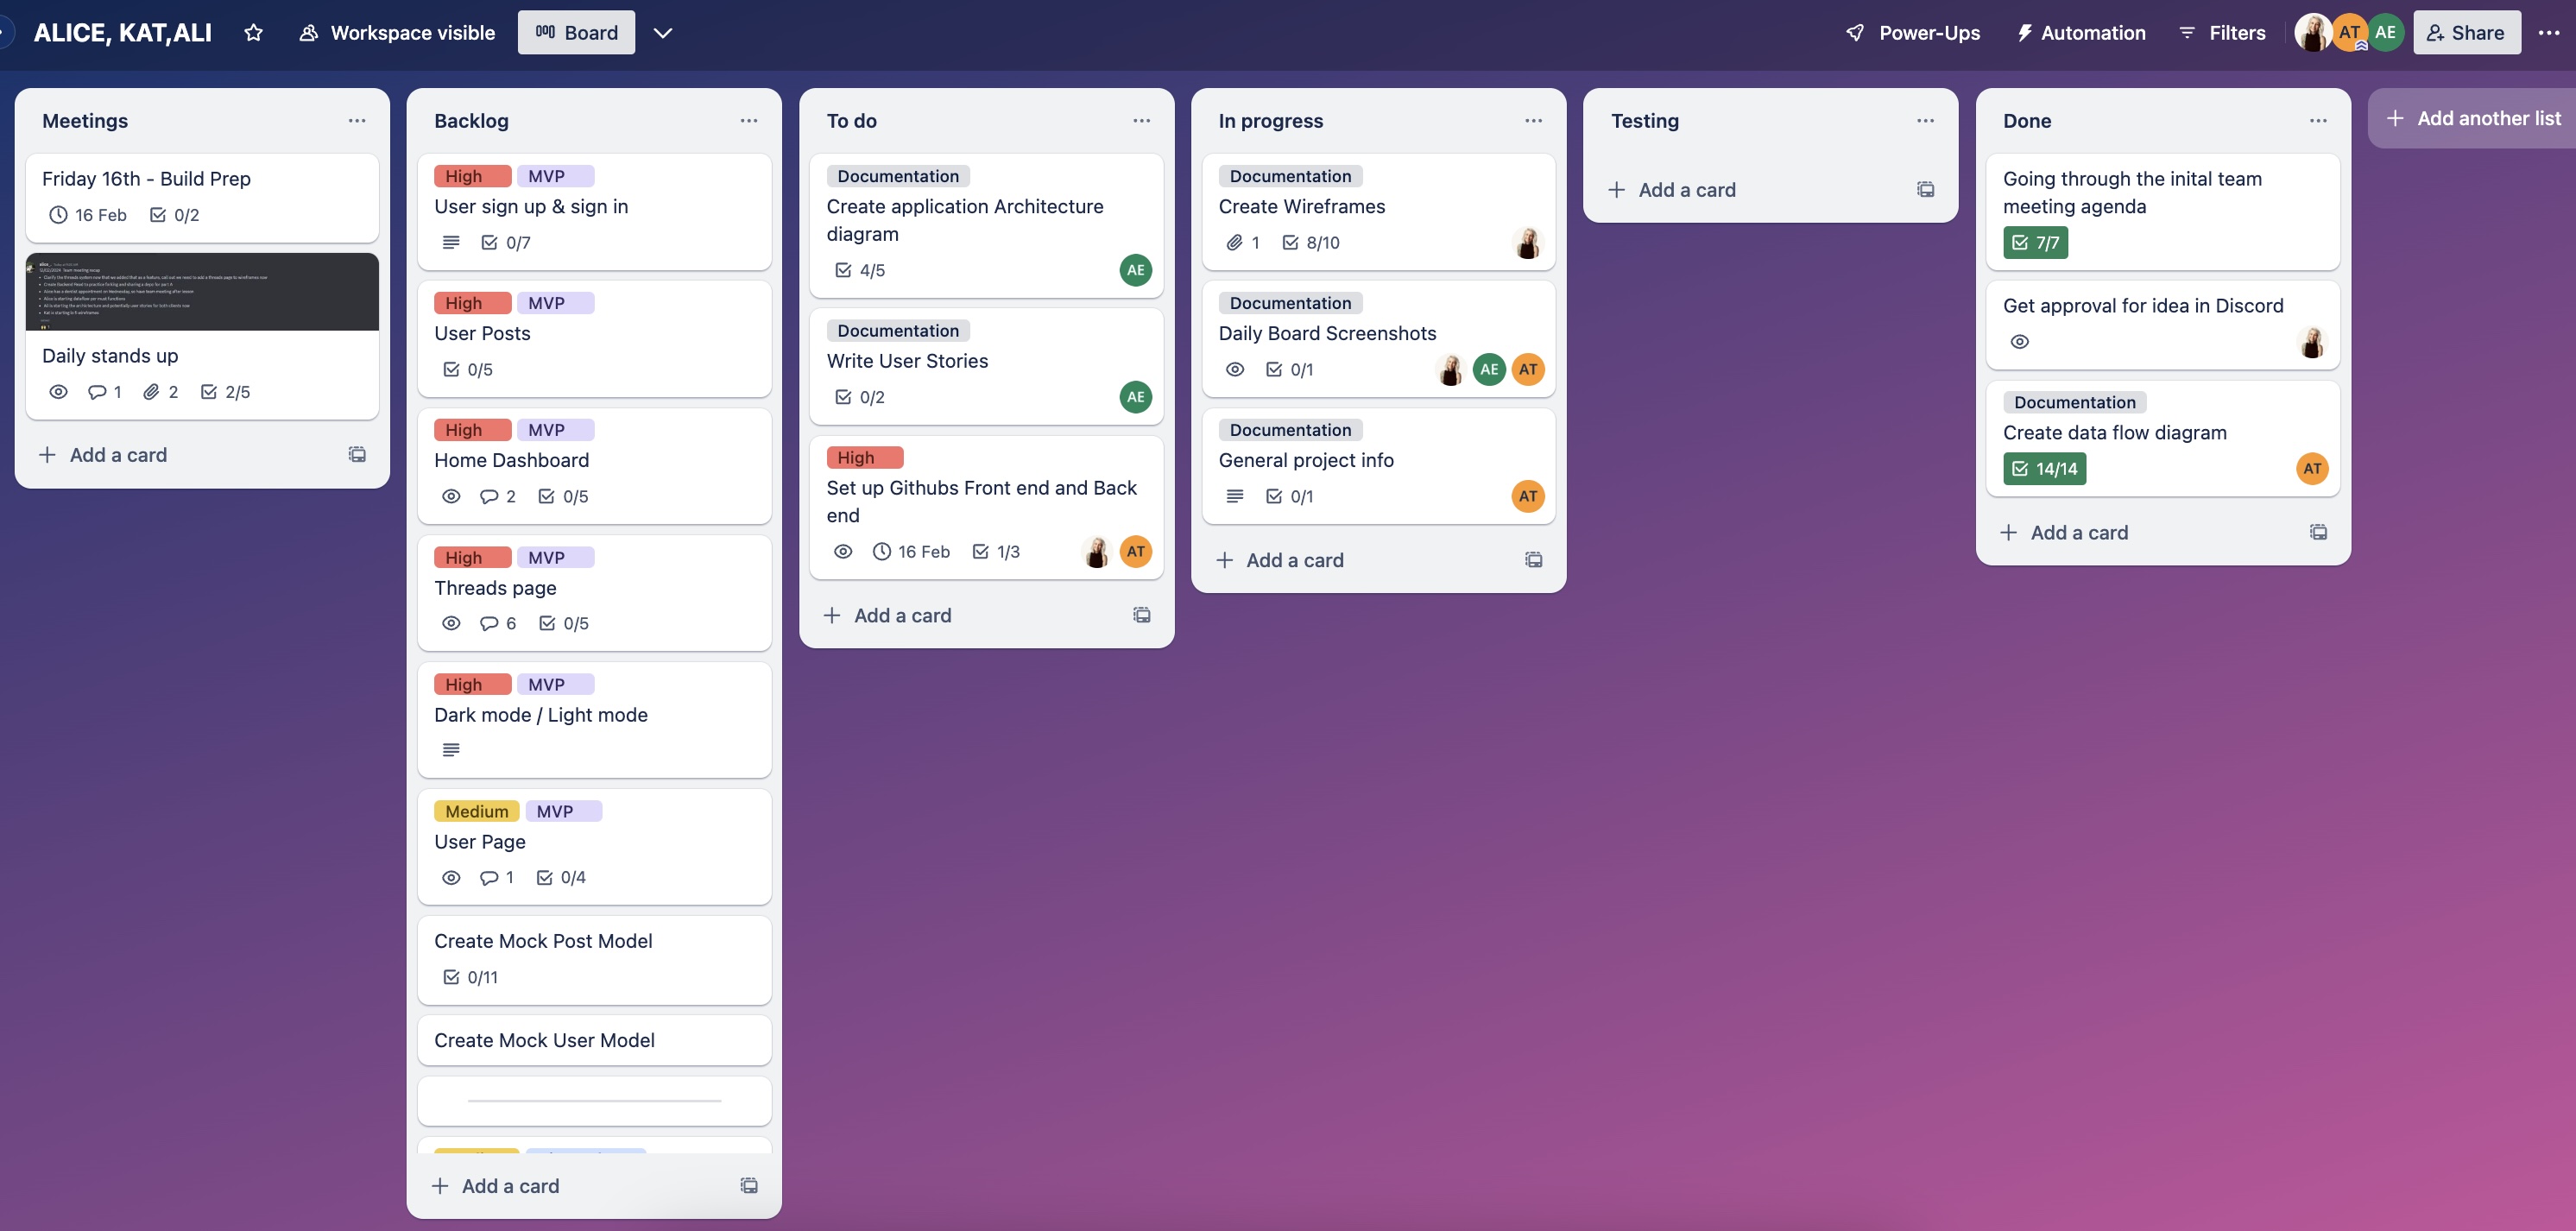 ALICE, KAT,ALI
Workspace visible
Board
Power-Ups
Automation
Filters
AT
AE
Share
Meetings
Friday 16th - Build Prep
16 Feb 0/2
Daily stands up
1 2 2/5
Add a card
Backlog
High MVP
User sign up & sign in
0/7
High MVP
User Posts
0/5
High MVP
Home Dashboard
2 0/5
High MVP
Threads page
6 0/5
High MVP
Dark mode / Light mode
Medium MVP
User Page
1 0/4
Create Mock Post Model
0/11
Create Mock User Model
Add a card
To do
Documentation
Create application Architecture
diagram
4/5 AE
Documentation
Write User Stories
0/2 AE
High
Set up Githubs Front end and Back
end
16 Feb 1/3 AT
Add a card
In progress
Documentation
Create Wireframes
1 8/10
Documentation
Daily Board Screenshots
0/1 AE AT
Documentation
General project info
0/1 AT
Add a card
Testing
Add a card
Done
Going through the inital team
meeting agenda
7/7
Get approval for idea in Discord
Documentation
Create data flow diagram
14/14 AT
Add a card
Add another list